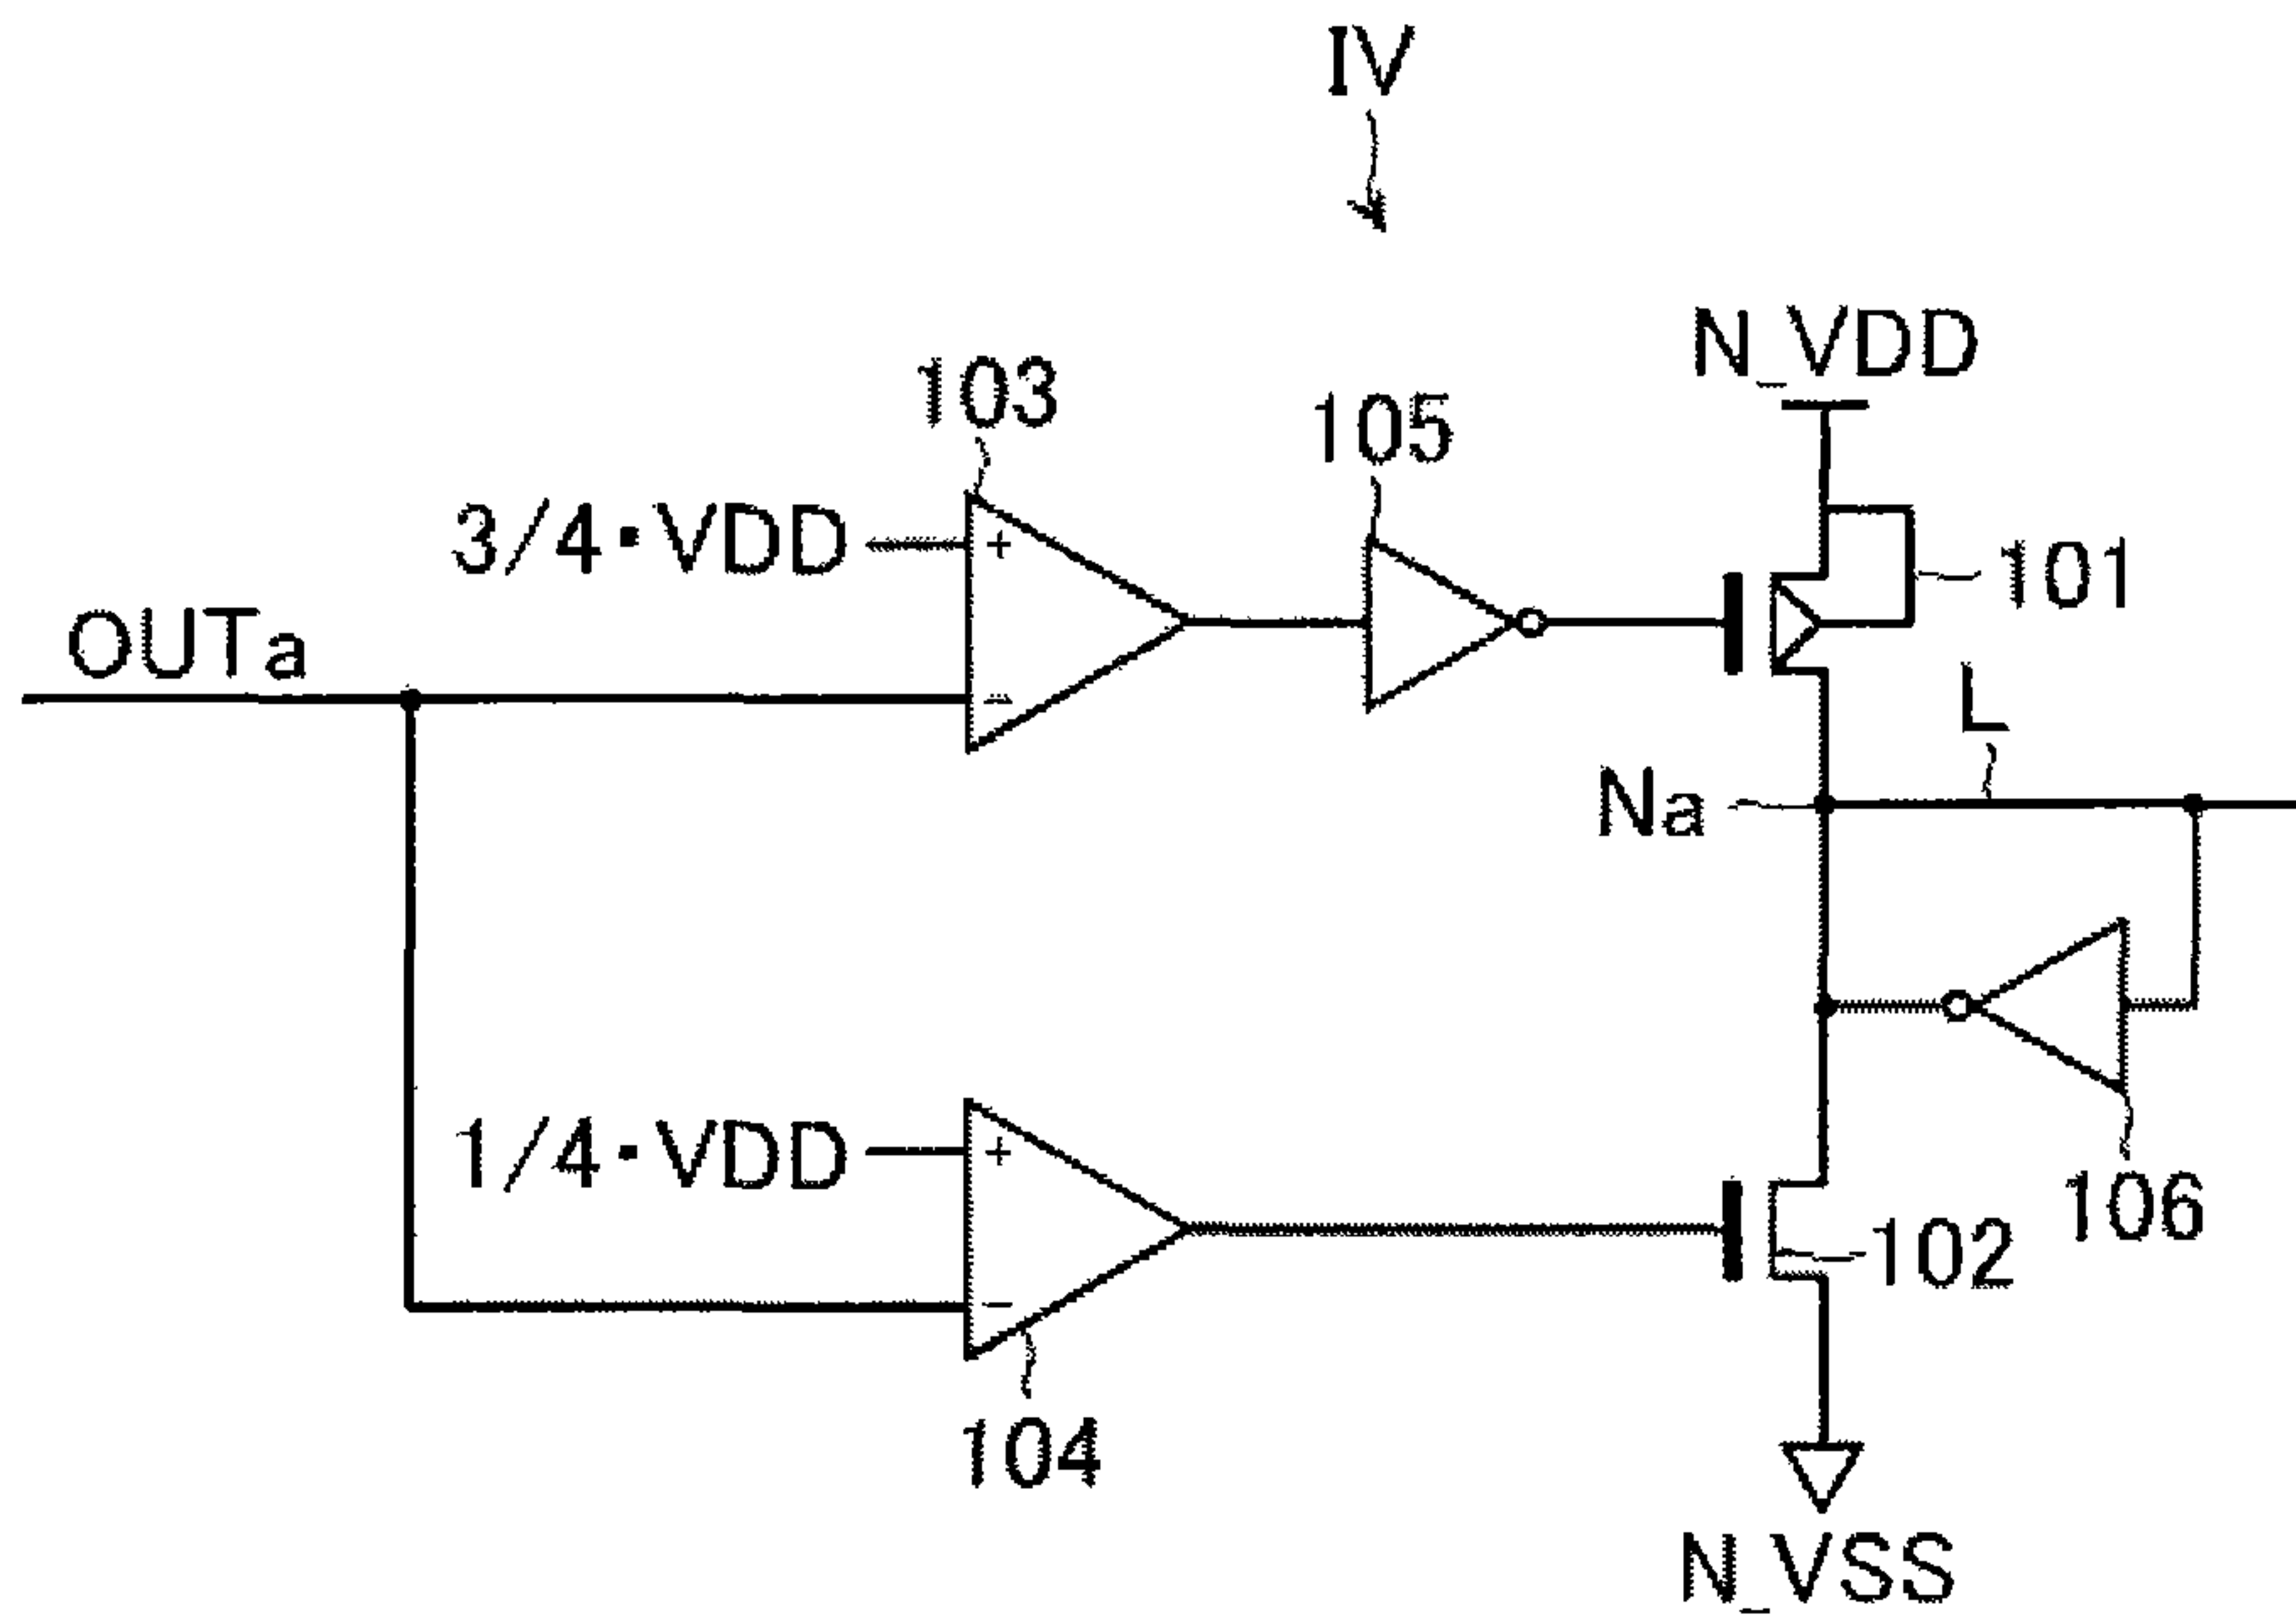 IV
N_VDD
103
105
3/4・VDD
+
101
OUTa
−
L
Na
1/4・VDD
+
106
102
−
104
N_VSS